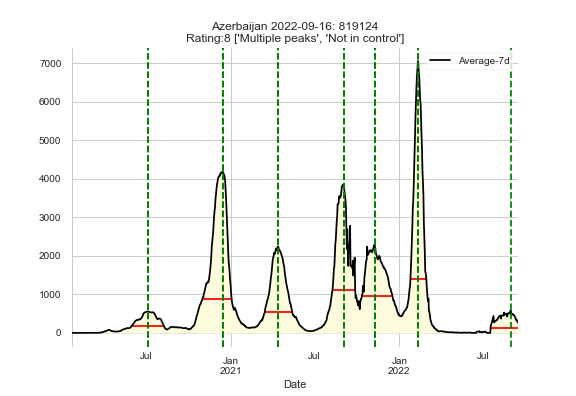 Azerbaijan 2022-09-16: 819124
Rating:8 ['Multiple peaks', 'Not in control']
Average-7d
7000
6000
5000
4000
3000
2000
1000
0
Jul
Jan
2021
Jul
Jan
2022
Jul
Date